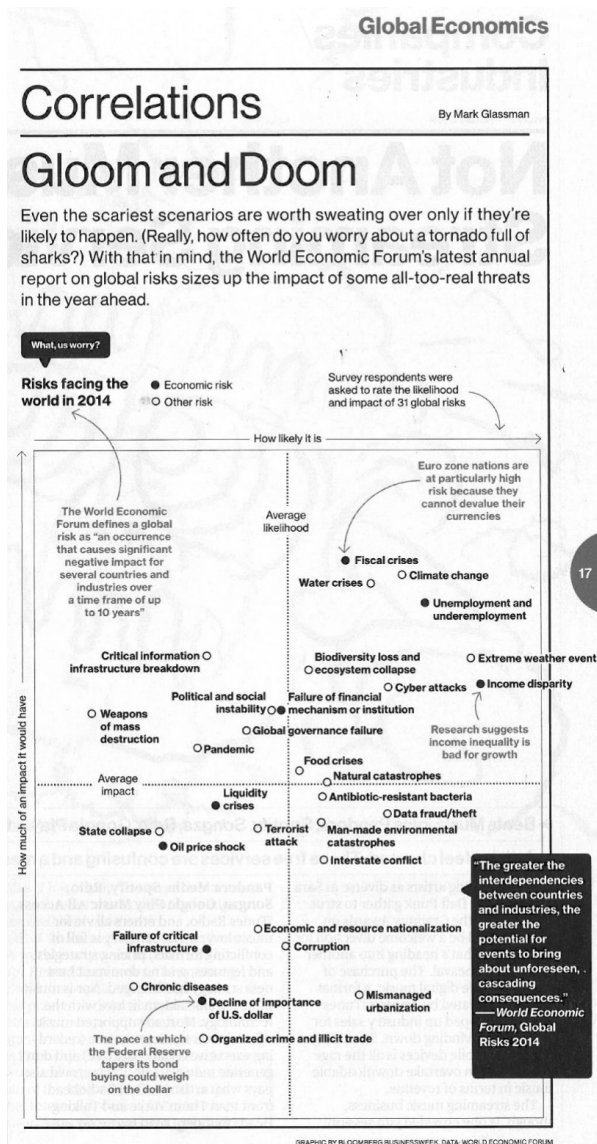 Global Economics
Correlations
By Mark Glassman
Gloom and Doom
Even the scariest scenarios are worth sweating over only if they're
likely to happen. (Really, how often do you worry about a tornado full of
sharks?) With that in mind, the World Economic Forum's latest annual
report on global risks sizes up the impact of some all-too-real threats
in the year ahead.
What, us worry?
Risks facing the
world in 2014
Economic risk
Other risk
Survey respondents were
asked to rate the likelihood
and impact of 31 global risks
How likely it is
How much of an impact it would have
Euro zone nations are
at particularly high
risk because they
cannot devalue their
currencies
Average
likelihood
The World Economic
Forum defines a global
risk as "an occurrence
that causes significant
negative impact for
several countries and
industries over
a time frame of up
to 10 years"
Fiscal crises
Water crises
Climate change
17
Unemployment and
underemployment
Critical information
infrastructure breakdown
Biodiversity loss and
ecosystem collapse
Extreme weather event
Cyber attacks
Income disparity
Political and social
instability
Failure of financial
mechanism or institution
Weapons
of mass
destruction
Global governance failure
Research suggests
income inequality is
bad for growth
Pandemic
Food crises
Natural catastrophes
Average
impact
Liquidity
crises
Antibiotic-resistant bacteria
Data fraud/theft
State collapse
Terrorist
attack
Man-made environmental
catastrophes
Oil price shock
Interstate conflict
"The greater the
interdependencies
between countries
and industries, the
greater the
potential for
events to bring
about unforeseen,
cascading
consequences."
—World Economic
Forum, Global
Risks 2014
Economic and resource nationalization
Failure of critical
infrastructure
Corruption
Chronic diseases
Decline of importance
of U.S. dollar
Mismanaged
urbanization
Organized crime and illicit trade
The pace at which
the Federal Reserve
tapers its bond
buying could weigh
on the dollar
GRAPHIC BY BLOOMBERG BUSINESSWEEK. DATA: WORLD ECONOMIC FORUM